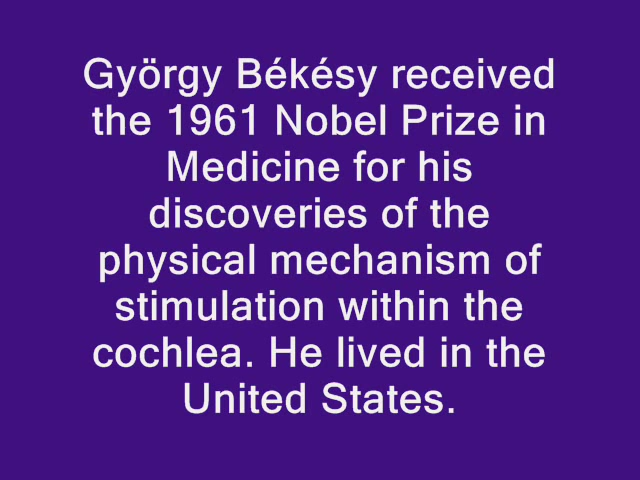 György Békésy received
the 1961 Nobel Prize in
Medicine for his
discoveries of the
physical mechanism of
stimulation within the
cochlea. He lived in the
United States.